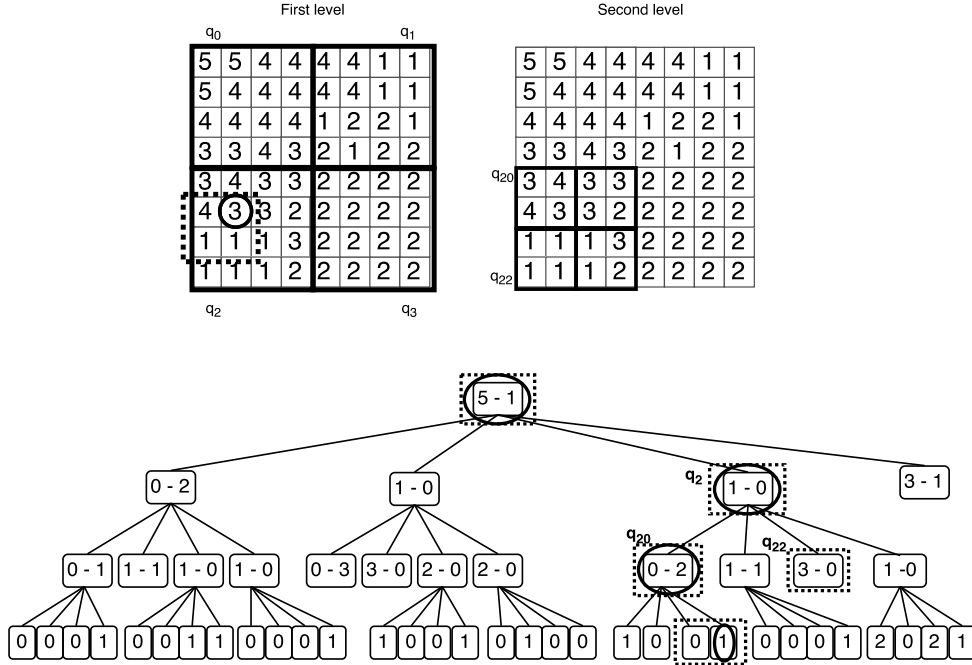 First level Second level
q0 q1
5 5 4 4 4 4 1 1 5 5 4 4 4 4 1 1
5 4 4 4 4 4 1 1 5 4 4 4 4 4 1 1
4 4 4 4 1 2 2 1 4 4 4 4 1 2 2 1
3 3 4 3 2 1 2 2 3 3 4 3 2 1 2 2
3 4 3 3 2 2 2 2 q20 3 4 3 3 2 2 2 2
4 3 3 2 2 2 2 2 4 3 3 2 2 2 2 2
1 1 1 3 2 2 2 2 1 1 1 3 2 2 2 2
1 1 1 2 2 2 2 2 q22 1 1 1 2 2 2 2 2
q2 q3
5 - 1
0 - 2 1 - 0 q2 1 - 0 3 - 1
q20 q22
0 - 1 1 - 1 1 - 0 1 - 0 0 - 3 3 - 0 2 - 0 2 - 0 0 - 2 1 - 1 3 - 0 1 - 0
0 0 0 1 0 0 1 1 0 0 0 1 1 0 0 1 0 1 0 0 1 0 0 1 0 0 0 1 2 0 2 1